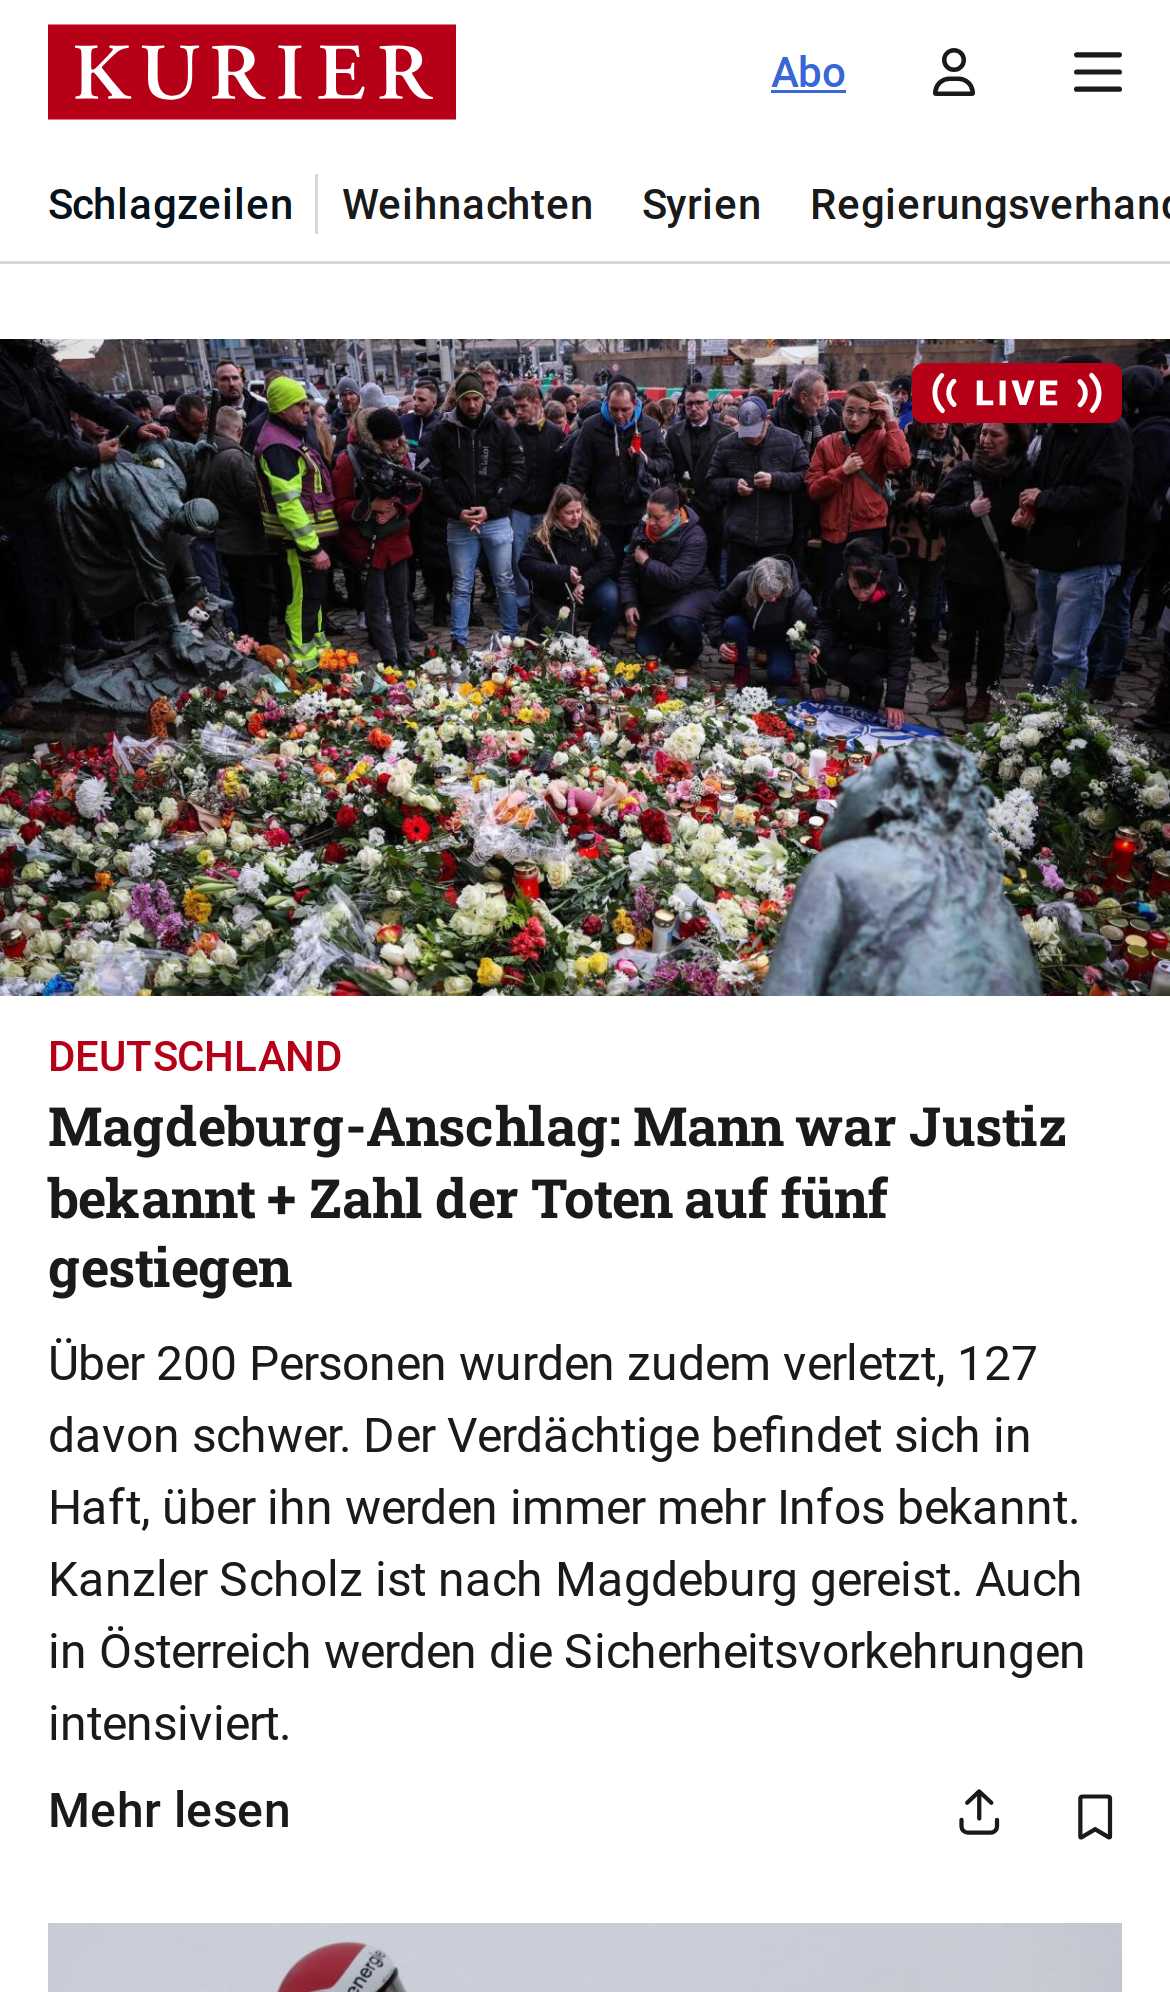 KURIER
Abo
Schlagzeilen
Weihnachten
Syrien
Regierungsverhand
LIVE
DEUTSCHLAND
Magdeburg-Anschlag: Mann war Justiz
bekannt + Zahl der Toten auf fünf
gestiegen
Über 200 Personen wurden zudem verletzt, 127
davon schwer. Der Verdächtige befindet sich in
Haft, über ihn werden immer mehr Infos bekannt.
Kanzler Scholz ist nach Magdeburg gereist. Auch
in Österreich werden die Sicherheitsvorkehrungen
intensiviert.
Mehr lesen
energie